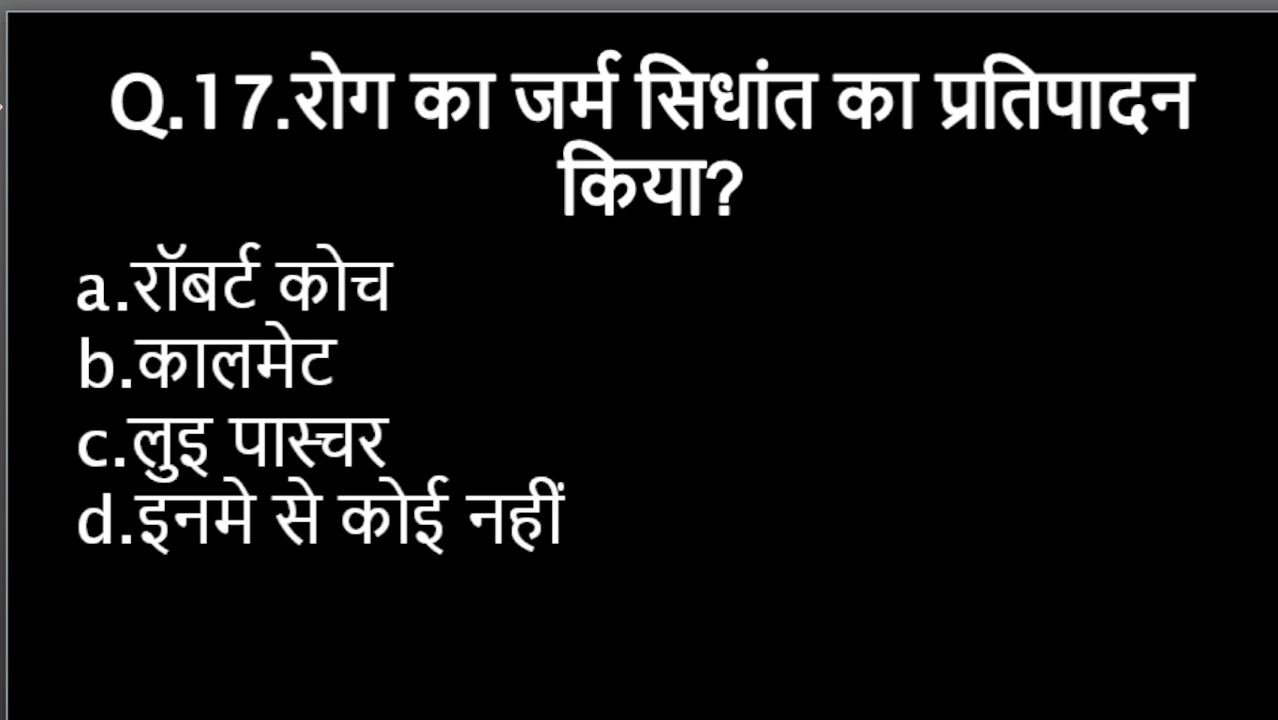 Q.17.रोग का जर्म सिधांत का प्रतिपादन
किया?
a.रॉबर्ट कोच
b.कालमेट
c.लुइ पास्चर
d.इनमे से कोई नहीं